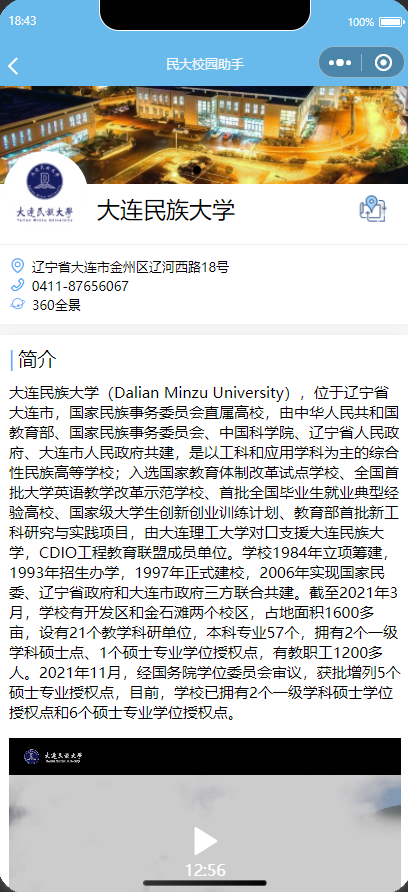 18:43
100%
民大校园助手
大连民族大学
大连民族大学
Dalian Minzu University
辽宁省大连市金州区辽河西路18号
0411-87656067
360全景
简介
大连民族大学（Dalian Minzu University），位于辽宁省
大连市，国家民族事务委员会直属高校，由中华人民共和国
教育部、国家民族事务委员会、中国科学院、辽宁省人民政
府、大连市人民政府共建，是以工科和应用学科为主的综合
性民族高等学校；入选国家教育体制改革试点学校、全国首
批大学英语教学改革示范学校、首批全国毕业生就业典型经
验高校、国家级大学生创新创业训练计划、教育部首批新工
科研究与实践项目，由大连理工大学对口支援大连民族大
学，CDIO工程教育联盟成员单位。学校1984年立项筹建，
1993年招生办学，1997年正式建校，2006年实现国家民
委、辽宁省政府和大连市政府三方联合共建。截至2021年3
月，学校有开发区和金石滩两个校区，占地面积1600多
亩，设有21个教学科研单位，本科专业57个，拥有2个一级
学科硕士点、1个硕士专业学位授权点，有教职工1200多
人。2021年11月，经国务院学位委员会审议，获批增列5个
硕士专业授权点，目前，学校已拥有2个一级学科硕士学位
授权点和6个硕士专业学位授权点。
大连民族大学
12:56